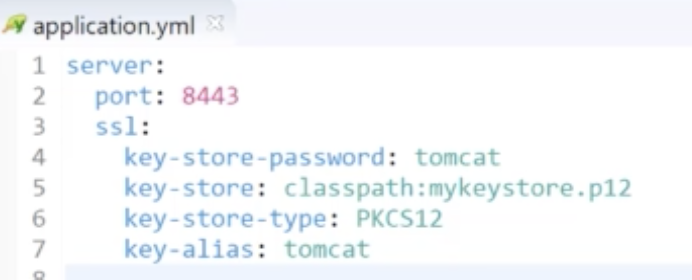 application.yml
1 server:
2   port: 8443
3   ssl:
4     key-store-password: tomcat
5     key-store: classpath:mykeystore.p12
6     key-store-type: PKCS12
7     key-alias: tomcat
8